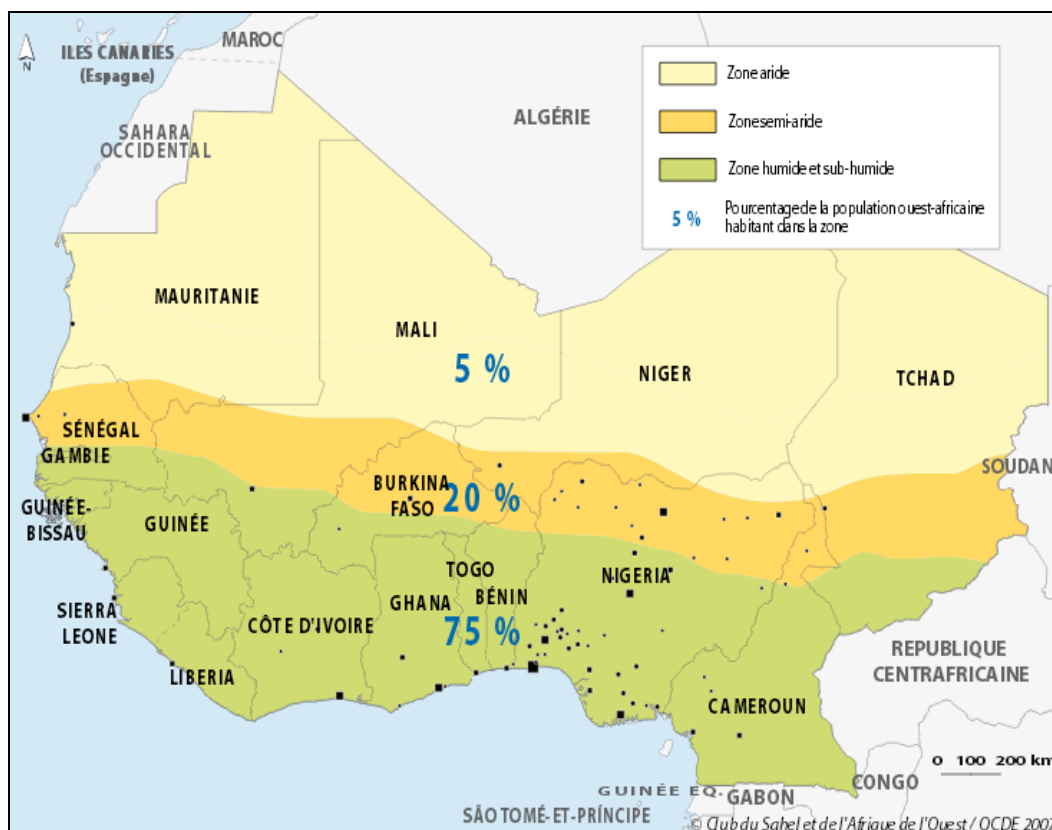 MAROC
ILES CANARIES
(Espagne)
N
SAHARA
OCCIDENTAL
ALGÉRIE
Zone aride
Zone semi-aride
Zone humide et sub-humide
5 %
Pourcentage de la population ouest-africaine
habitant dans la zone
MAURITANIE
MALI
5 %
NIGER
TCHAD
SÉNÉGAL
GAMBIE
SOUDAN
BURKINA
FASO
20 %
GUINÉE-
BISSAU
GUINÉE
TOGO
BÉNIN
NIGERIA
GHANA
SIERRA
LEONE
CÔTE D'IVOIRE
75 %
LIBERIA
REPUBLIQUE
CENTRAFRICAINE
CAMEROUN
0 100 200 km
CONGO
GUINÉE EQ.
GABON
SÃO TOMÉ-ET-PRÍNCIPE
© Club du Sahel et de l'Afrique de l'Ouest / OCDE 2007